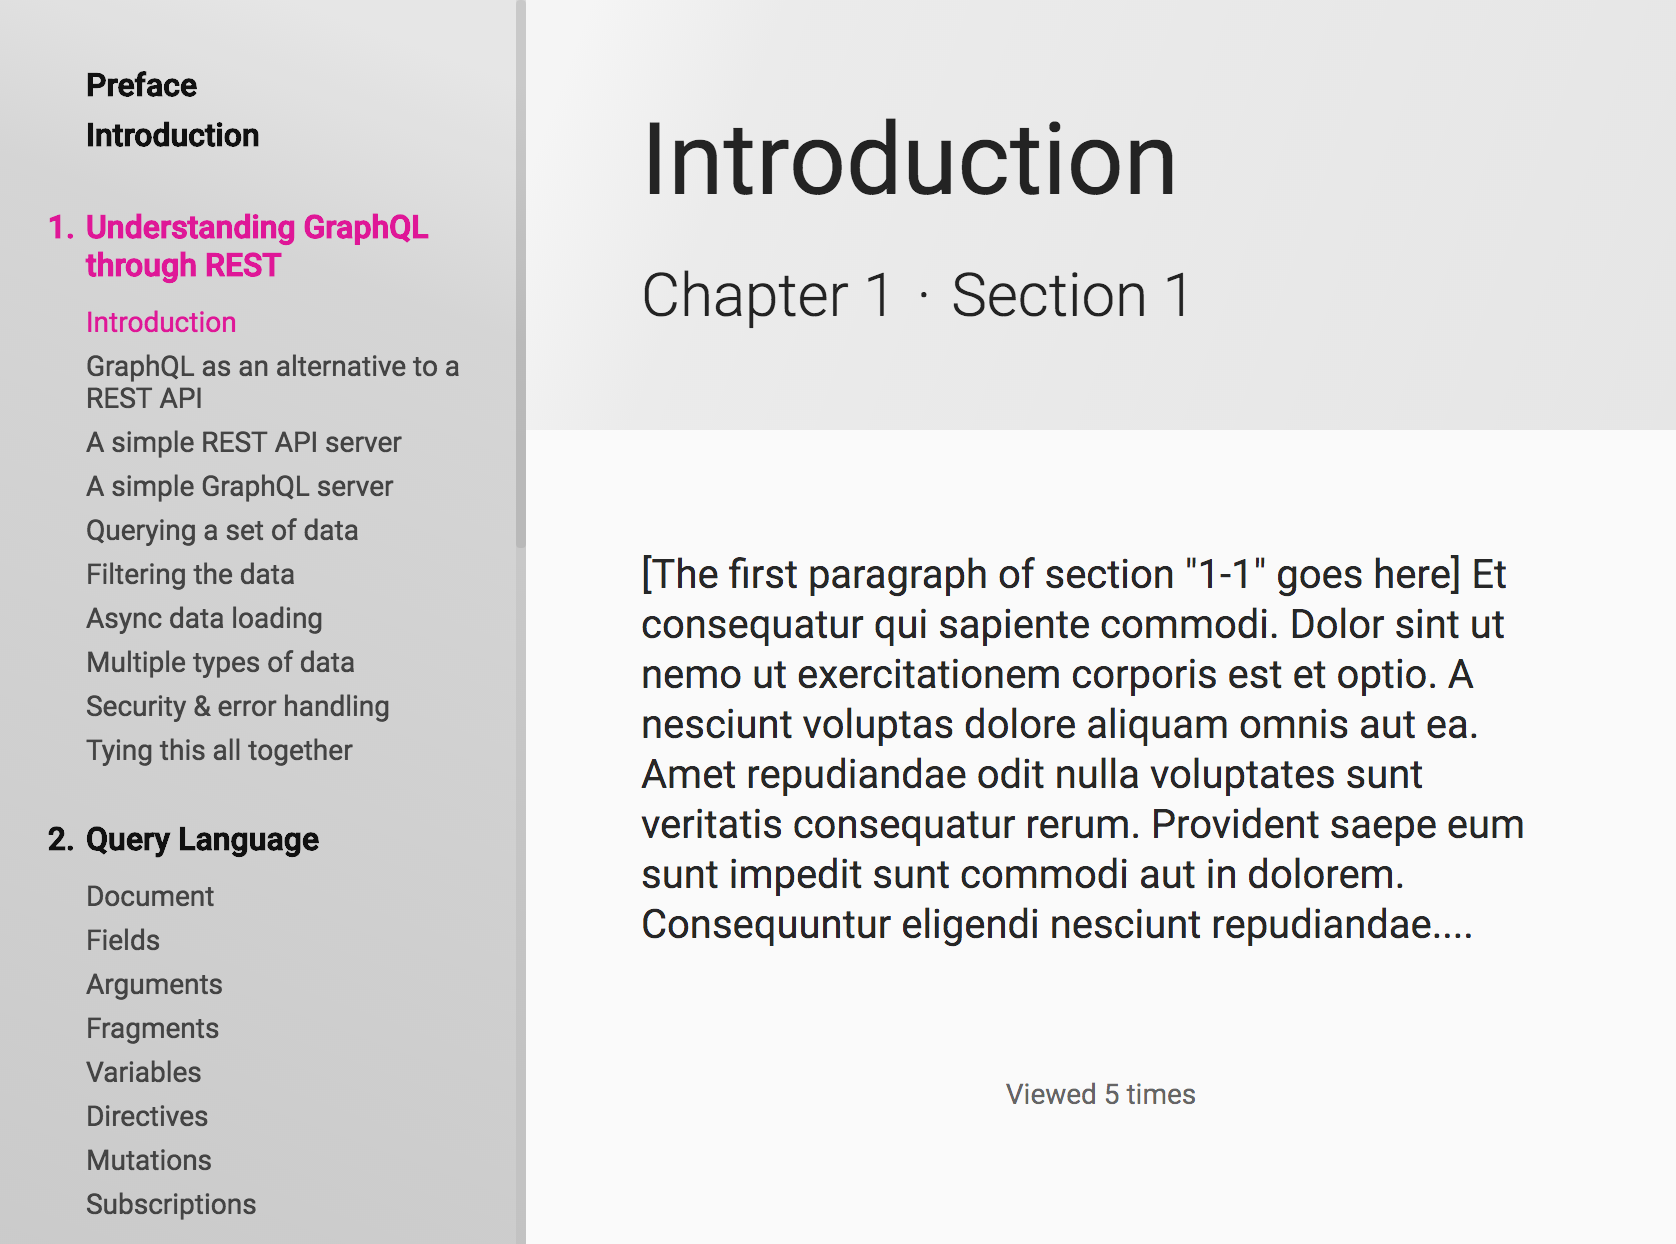 Preface
Introduction
1. Understanding GraphQL
through REST
Introduction
GraphQL as an alternative to a
REST API
A simple REST API server
A simple GraphQL server
Querying a set of data
Filtering the data
Async data loading
Multiple types of data
Security & error handling
Tying this all together
2. Query Language
Document
Fields
Arguments
Fragments
Variables
Directives
Mutations
Subscriptions
Introduction
Chapter 1 · Section 1
[The first paragraph of section "1-1" goes here] Et
consequatur qui sapiente commodi. Dolor sint ut
nemo ut exercitationem corporis est et optio. A
nesciunt voluptas dolore aliquam omnis aut ea.
Amet repudiandae odit nulla voluptates sunt
veritatis consequatur rerum. Provident saepe eum
sunt impedit sunt commodi aut in dolorem.
Consequuntur eligendi nesciunt repudiandae....
Viewed 5 times